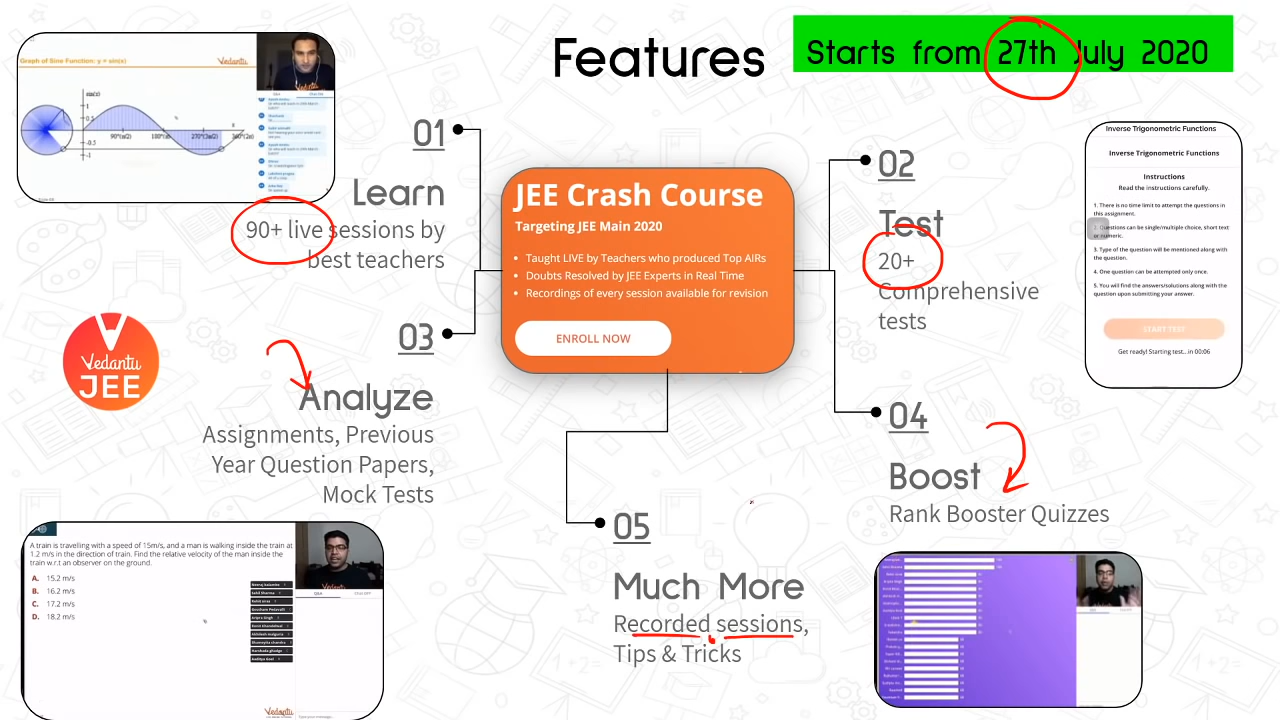 Features
Starts from 27th July 2020
Graph of Sine Function: y = sin(x)
Vedantu
sin(x)
1
0.5
-0.5
-1
01
Learn
90+ live sessions by
best teachers
JEE Crash Course
Targeting JEE Main 2020
• Taught LIVE by Teachers who produced Top AIRs
• Doubts Resolved by JEE Experts in Real Time
• Recordings of every session available for revision
ENROLL NOW
02
Test
20+
Comprehensive
tests
Inverse Trigonometric Functions
Inverse Trigonometric Functions
Instructions
Read the instructions carefully.
1. There is no time limit to attempt the questions in
this assignment.
2. Questions can be single/multiple choice, short text
or numeric.
3. Type of the question will be mentioned along with
the question.
4. One question can be attempted only once.
5. You will find the answers/solutions along with the
question upon submitting your answer.
START TEST
Get ready! Starting test...in 00:06
03
Analyze
Assignments, Previous
Year Question Papers,
Mock Tests
Vedantu
JEE
04
Boost
Rank Booster Quizzes
05
Much More
Recorded sessions,
Tips & Tricks
A train is travelling with a speed of 15m/s, and a man is walking inside the train at
1.2 m/s in the direction of train. Find the relative velocity of the man inside the
train w.r.t an observer on the ground.
A. 15.2 m/s
B. 16.2 m/s
C. 17.2 m/s
D. 18.2 m/s
Vedantu